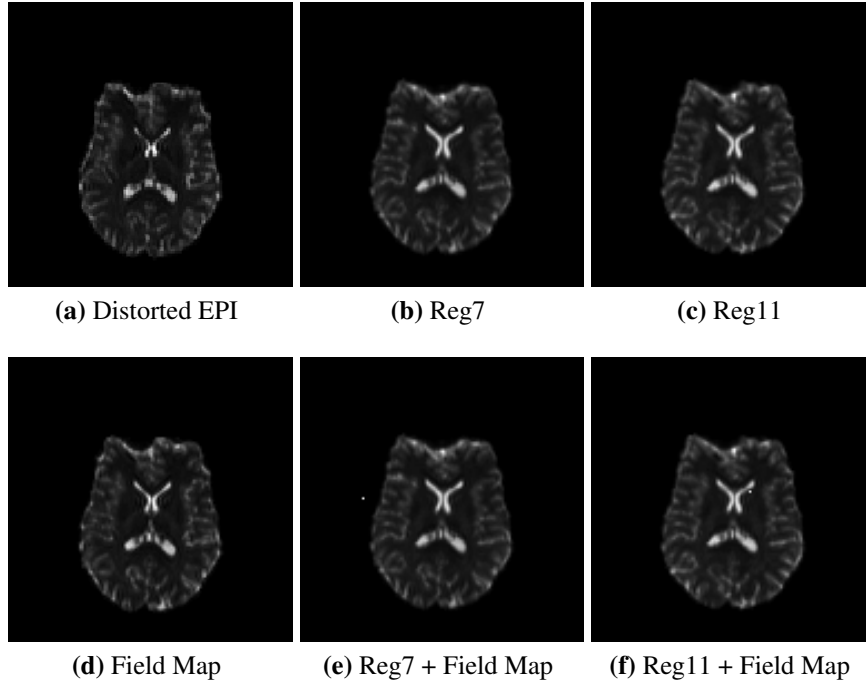 (a) Distorted EPI
(b) Reg7
(c) Reg11
(d) Field Map
(e) Reg7 + Field Map
(f) Reg11 + Field Map